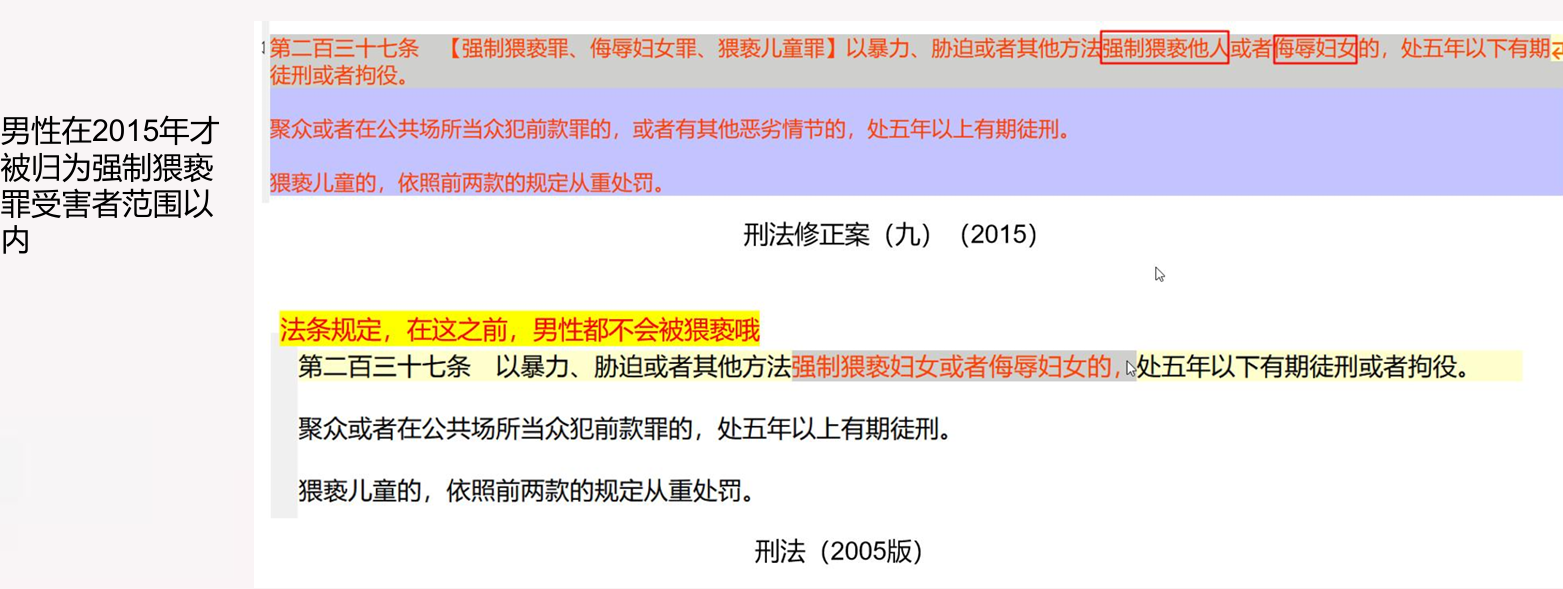 男性在2015年才
被归为强制猥亵
罪受害者范围以
内
第二百三十七条 【强制猥亵罪、侮辱妇女罪、猥亵儿童罪】以暴力、胁迫或者其他方法强制猥亵他人或者侮辱妇女的，处五年以下有期
徒刑或者拘役。
聚众或者在公共场所当众犯前款罪的，或者有其他恶劣情节的，处五年以上有期徒刑。
猥亵儿童的，依照前两款的规定从重处罚。
刑法修正案（九）（2015）
法条规定，在这之前，男性都不会被猥亵哦
第二百三十七条 以暴力、胁迫或者其他方法强制猥亵妇女或者侮辱妇女的，处五年以下有期徒刑或者拘役。
聚众或者在公共场所当众犯前款罪的，处五年以上有期徒刑。
猥亵儿童的，依照前两款的规定从重处罚。
刑法（2005版）